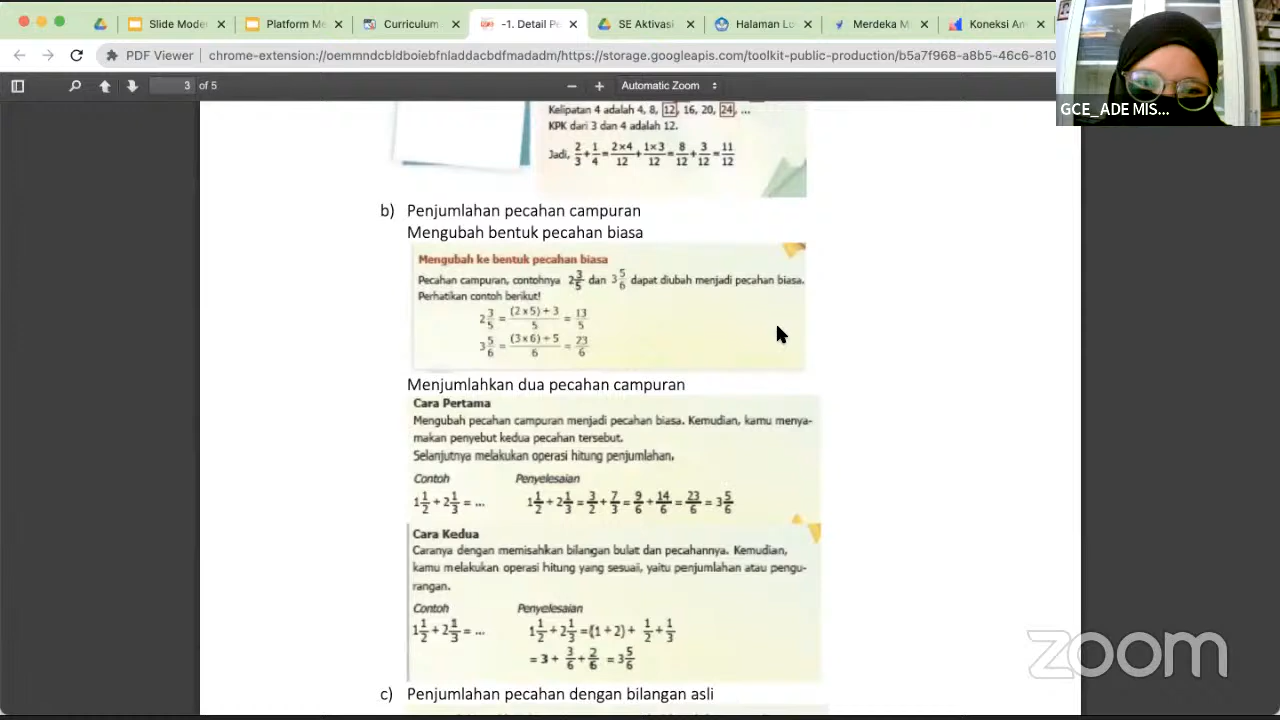 Slide Mode
Platform Me
Curriculum
-1. Detail Pe
SE Aktivasi
Halaman Lo
Merdeka M
Koneksi An
PDF Viewer
chrome-extension://oemmndcbldboiebfnladdacbdfmadadm/https://storage.googleapis.com/toolkit-public-production/b5a7f968-a8b5-46c6-810
GCE_ADE MIS...
3 of 5
Automatic Zoom
Kelipatan 4 adalah 4, 8, 12, 16, 20, 24, ...
KPK dari 3 dan 4 adalah 12.
Jadi, 2/3 + 1/4 = 2×4/12 + 1×3/12 = 8/12 + 3/12 = 11/12
b) Penjumlahan pecahan campuran
Mengubah bentuk pecahan biasa
Mengubah ke bentuk pecahan biasa
Pecahan campuran, contohnya 2 3/5 dan 3 5/6 dapat diubah menjadi pecahan biasa.
Perhatikan contoh berikut!
2 3/5 = (2 x 5) + 3/5 = 13/5
3 5/6 = (3 x 6) + 5/6 = 23/6
Menjumlahkan dua pecahan campuran
Cara Pertama
Mengubah pecahan campuran menjadi pecahan biasa. Kemudian, kamu menya-
makan penyebut kedua pecahan tersebut.
Selanjutnya melakukan operasi hitung penjumlahan.
Contoh Penyelesaian
1 1/2 + 2 1/3 = ... 1 1/2 + 2 1/3 = 3/2 + 7/3 = 9/6 + 14/6 = 23/6 = 3 5/6
Cara Kedua
Caranya dengan memisahkan bilangan bulat dan pecahannya. Kemudian,
kamu melakukan operasi hitung yang sesuai, yaitu penjumlahan atau pengu-
rangan.
Contoh Penyelesaian
1 1/2 + 2 1/3 = ... 1 1/2 + 2 1/3 = (1 + 2) + 1/2 + 1/3
= 3 + 3/6 + 2/6 = 3 5/6
c) Penjumlahan pecahan dengan bilangan asli
zoom